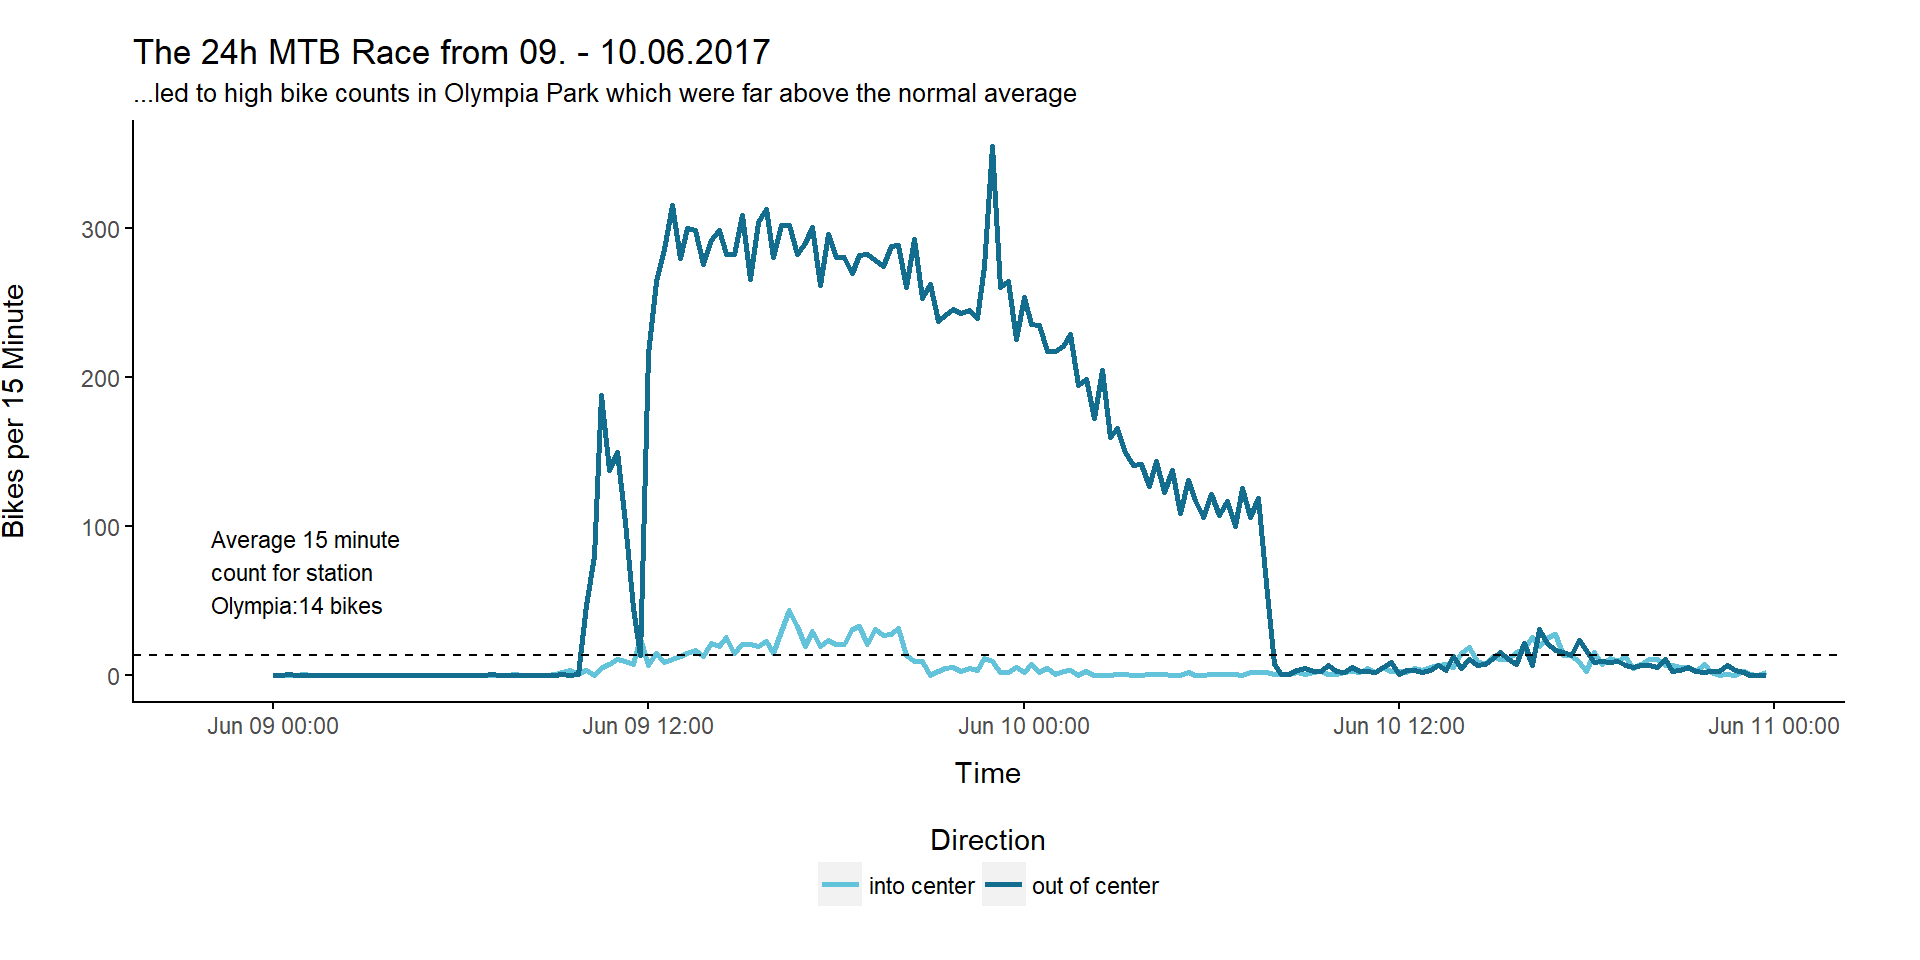 The 24h MTB Race from 09. - 10.06.2017
...led to high bike counts in Olympia Park which were far above the normal average
Bikes per 15 Minute
300
200
100
0
Average 15 minute
count for station
Olympia:14 bikes
Jun 09 00:00
Jun 09 12:00
Jun 10 00:00
Jun 10 12:00
Jun 11 00:00
Time
Direction
into center
out of center